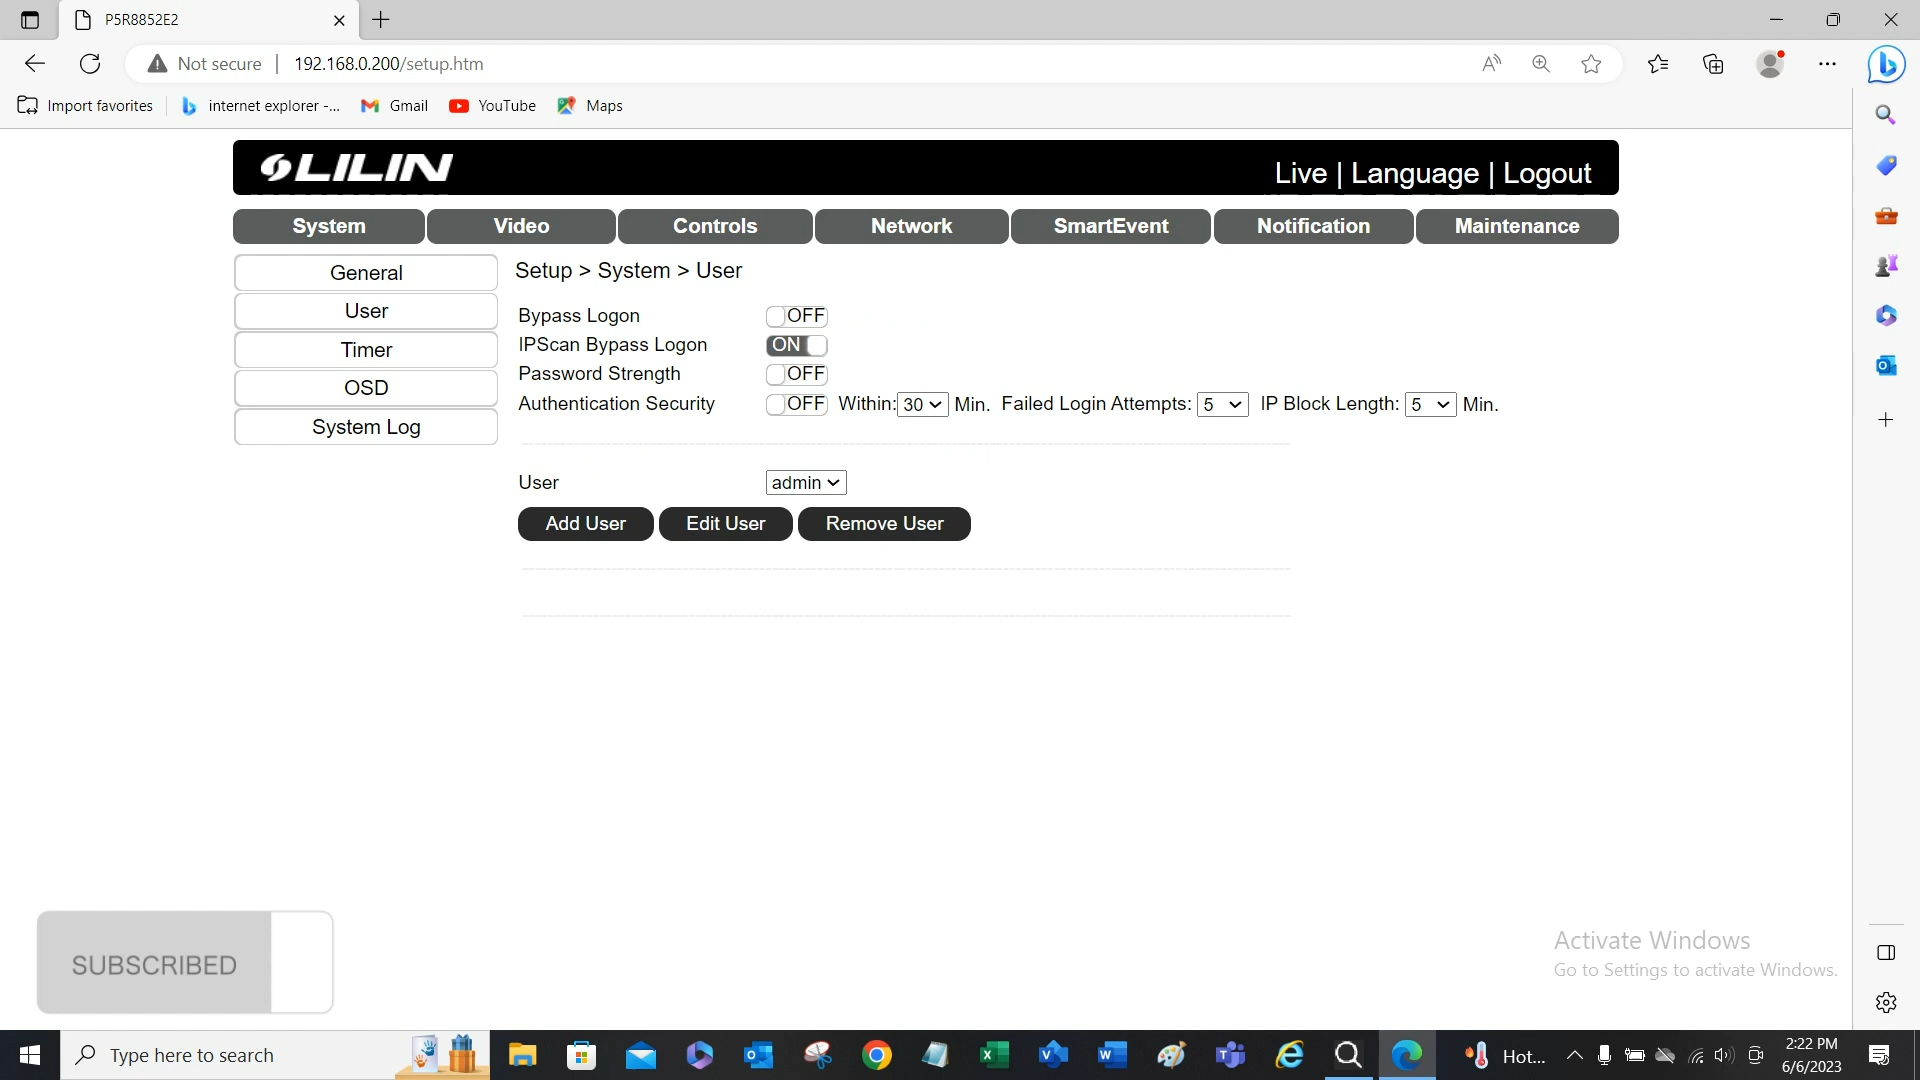 P5R8852E2
Not secure 192.168.0.200/setup.htm
Import favorites internet explorer -... Gmail YouTube Maps
LILIN
Live | Language | Logout
System Video Controls Network SmartEvent Notification Maintenance
General
User
Timer
OSD
System Log
Setup > System > User
Bypass Logon OFF
IPScan Bypass Logon ON
Password Strength OFF
Authentication Security OFF Within: 30 Min. Failed Login Attempts: 5 IP Block Length: 5 Min.
User admin
Add User Edit User Remove User
SUBSCRIBED
Activate Windows
Go to Settings to activate Windows.
Type here to search
Hot...
2:22 PM
6/6/2023